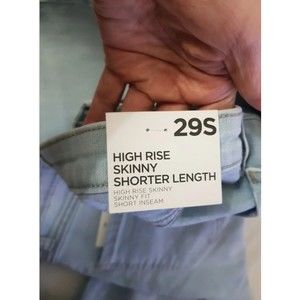 29S
HIGH RISE
SKINNY
SHORTER LENGTH
HIGH RISE SKINNY
SKINNY FIT
SHORT INSEAM